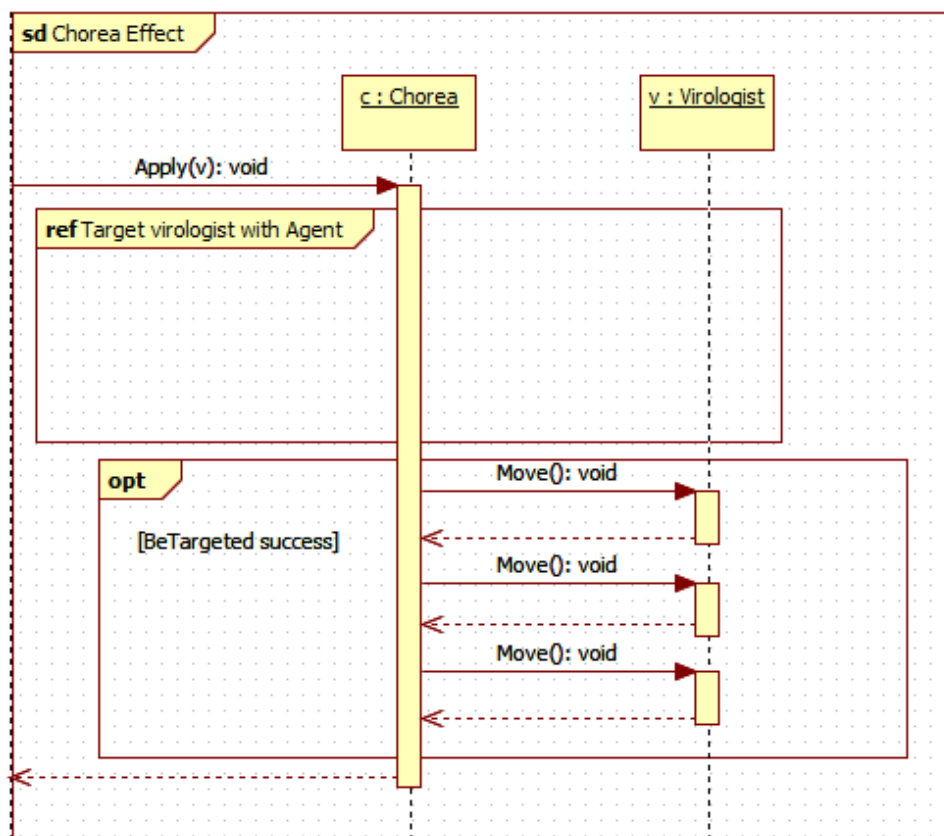 sd Chorea Effect
c : Chorea
v : Virologist
Apply(v): void
ref Target virologist with Agent
opt
Move(): void
[BeTargeted success]
Move(): void
Move(): void